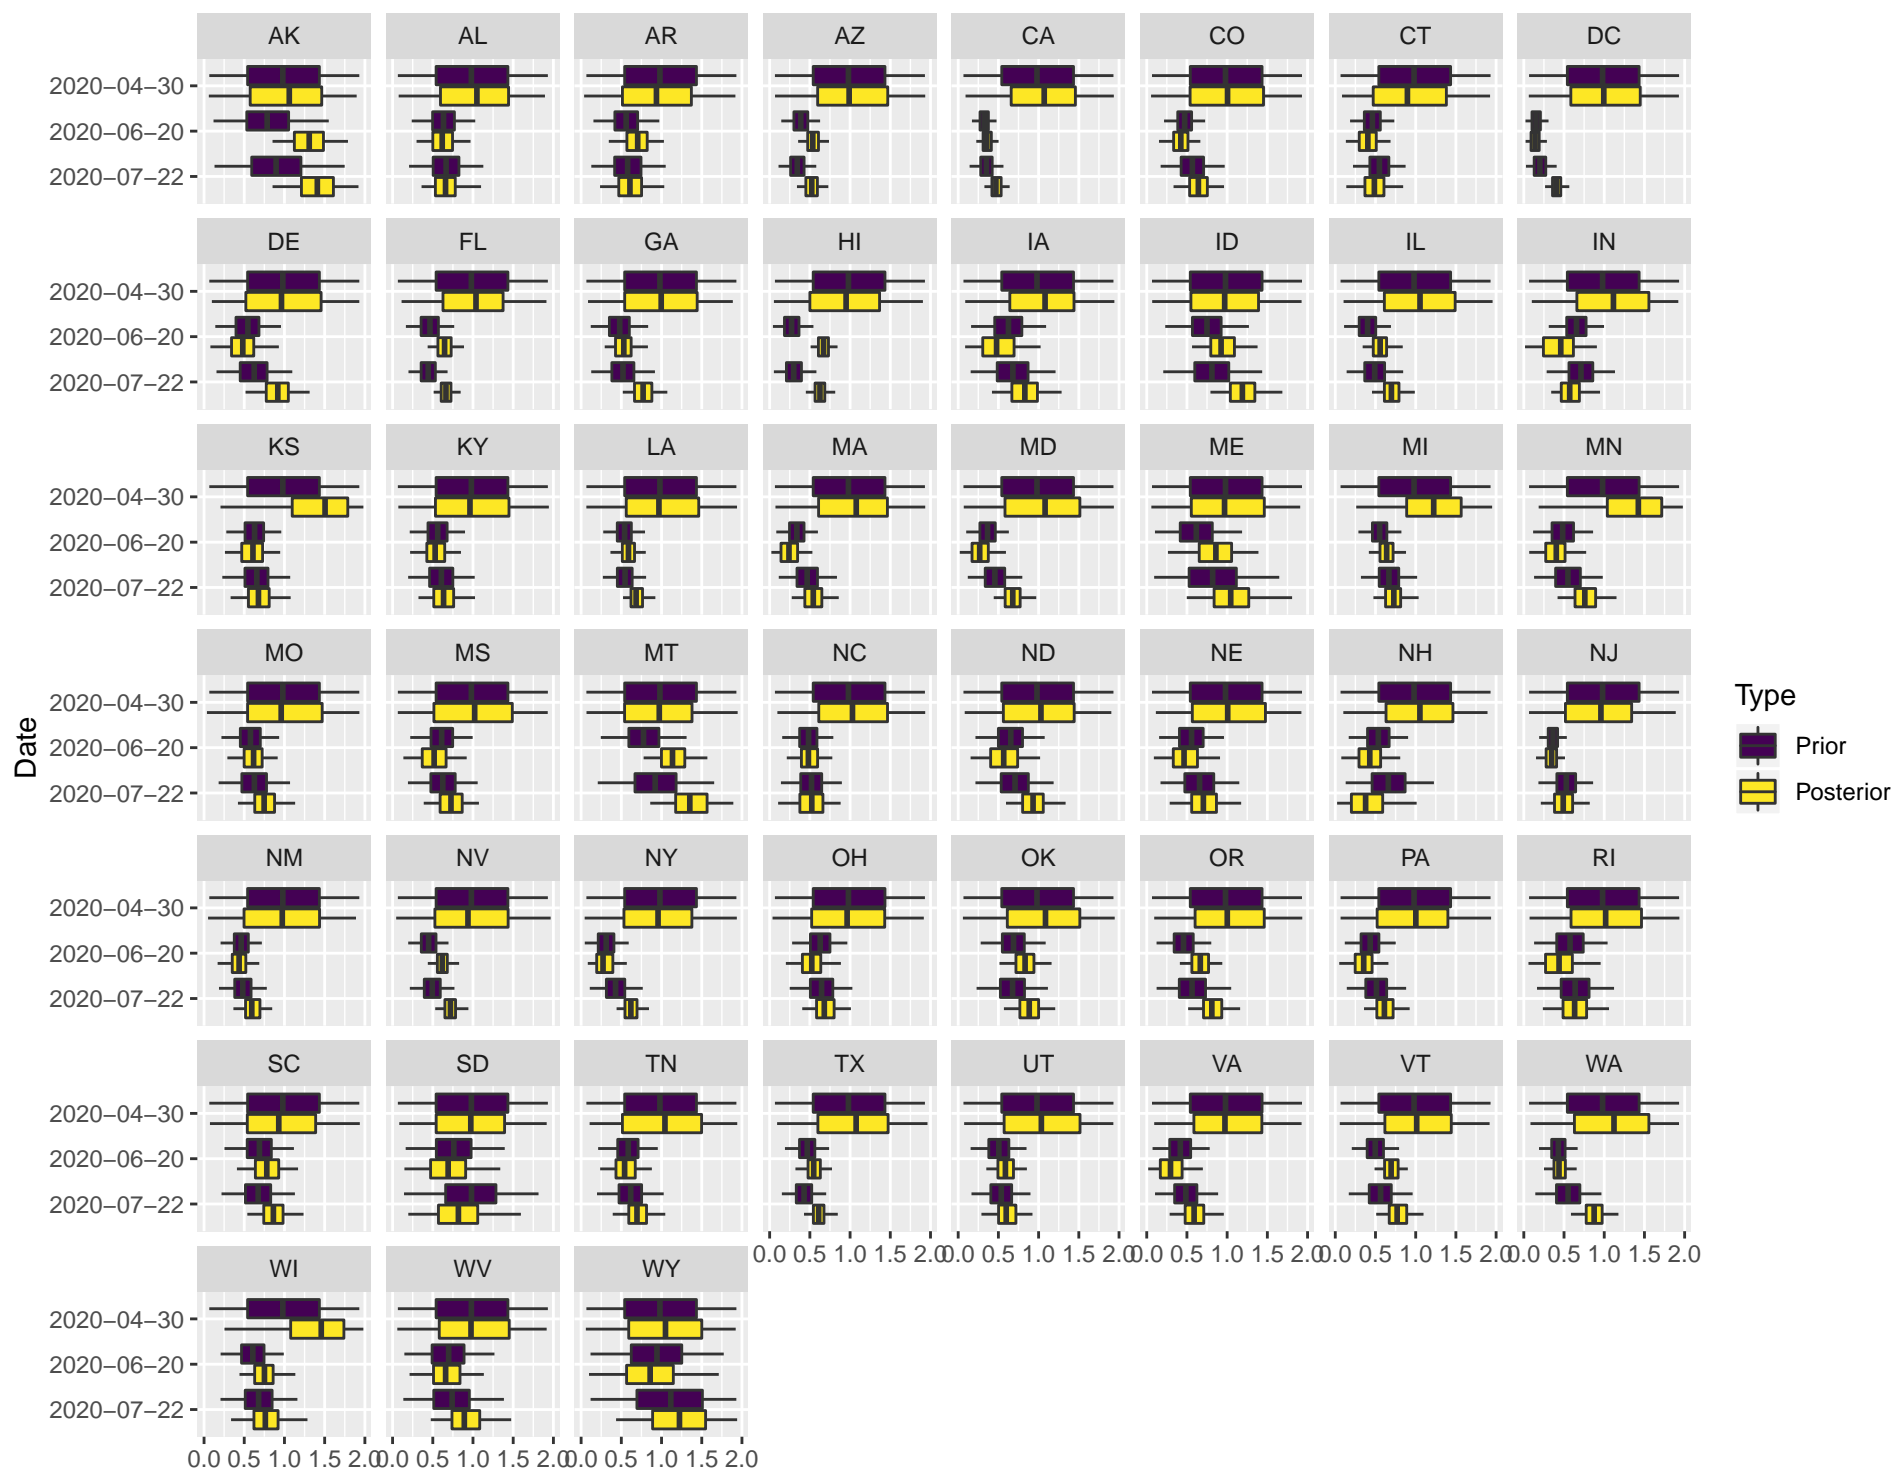 AK AL AR AZ CA CO CT DC
2020−04−30
2020−06−20
2020−07−22
DE FL GA HI IA ID IL IN
2020−04−30
2020−06−20
2020−07−22
KS KY LA MA MD ME MI MN
2020−04−30
2020−06−20
2020−07−22
MO MS MT NC ND NE NH NJ
2020−04−30
2020−06−20
2020−07−22
Date
Type
Prior
Posterior
NM NV NY OH OK OR PA RI
2020−04−30
2020−06−20
2020−07−22
SC SD TN TX UT VA VT WA
2020−04−30
2020−06−20
2020−07−22
0.0 0.5 1.0 1.5 2.0 0.0 0.5 1.0 1.5 2.0 0.0 0.5 1.0 1.5 2.0 0.0 0.5 1.0 1.5 2.0 0.0 0.5 1.0 1.5 2.0
WI WV WY
2020−04−30
2020−06−20
2020−07−22
0.0 0.5 1.0 1.5 2.0 0.0 0.5 1.0 1.5 2.0 0.0 0.5 1.0 1.5 2.0